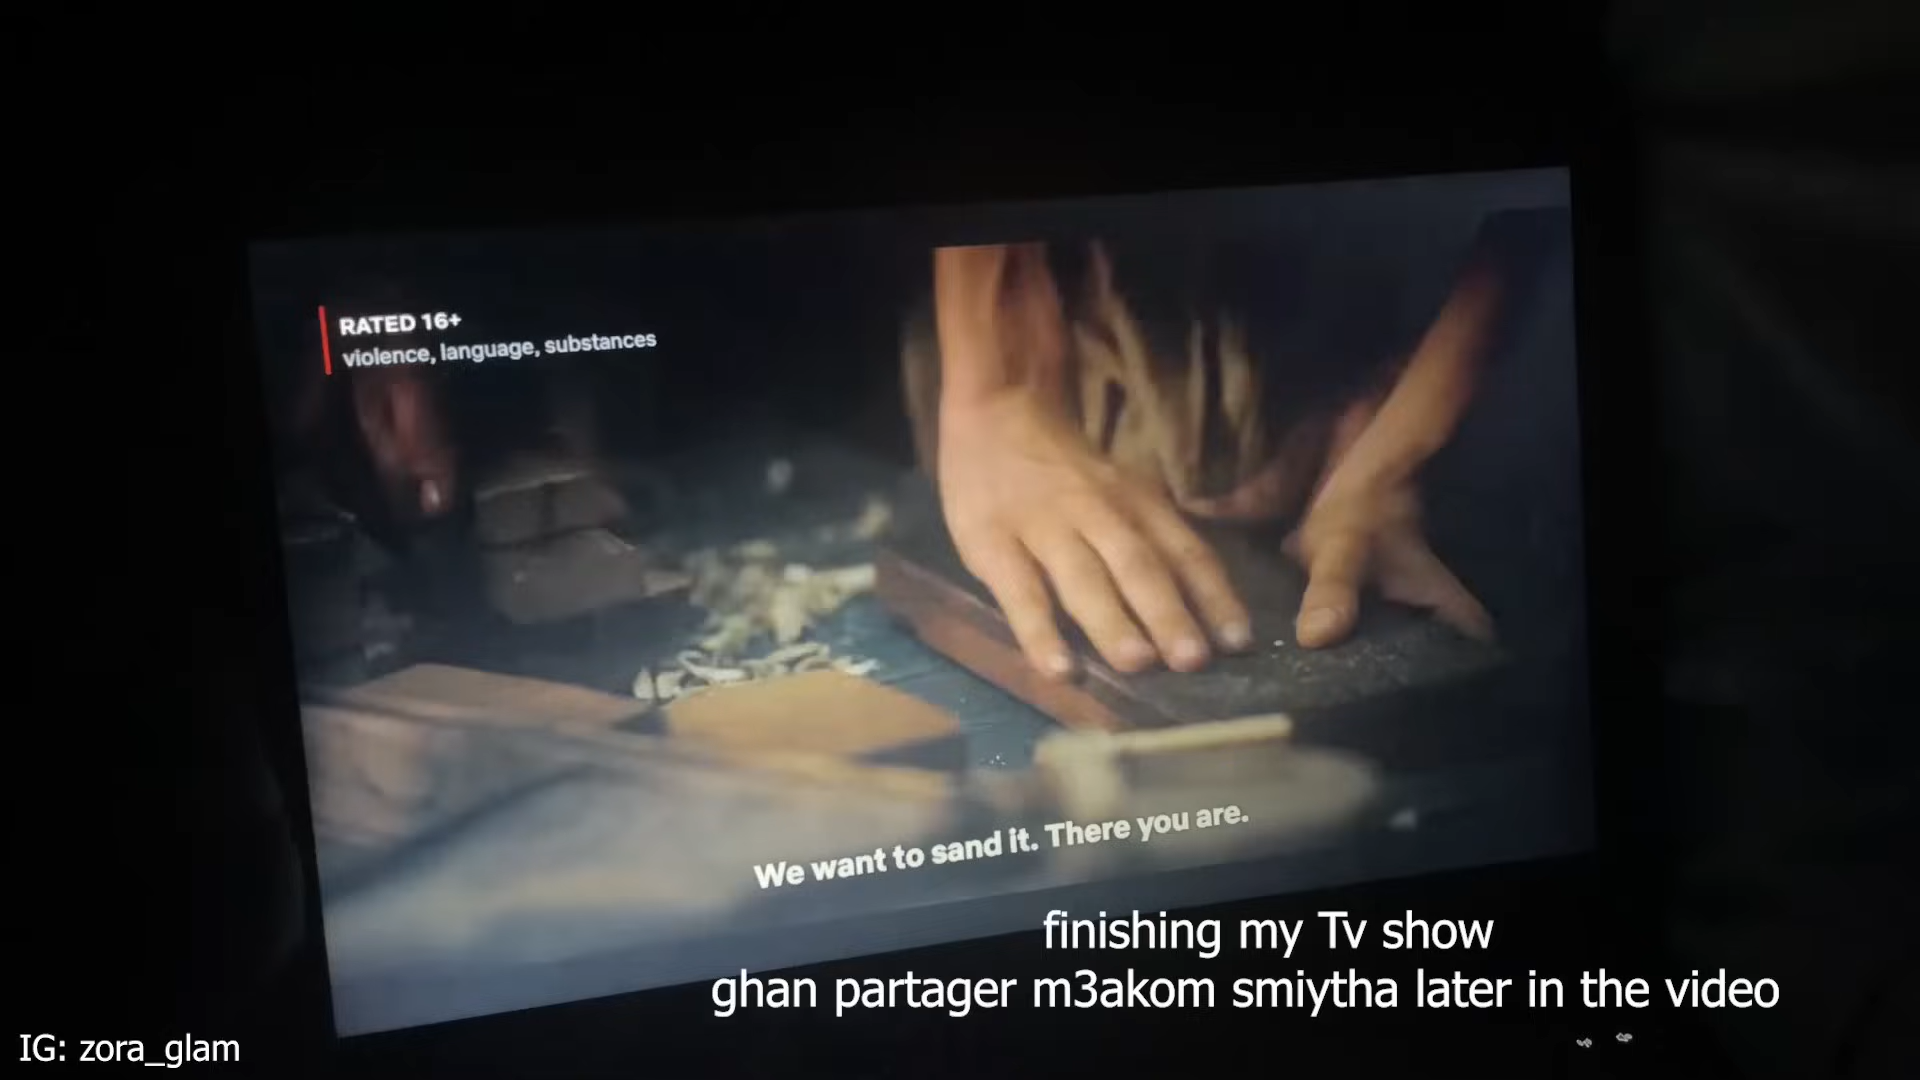 RATED 16+
violence, language, substances
We want to sand it. There you are.
finishing my Tv show
ghan partager m3akom smiytha later in the video
IG: zora_glam